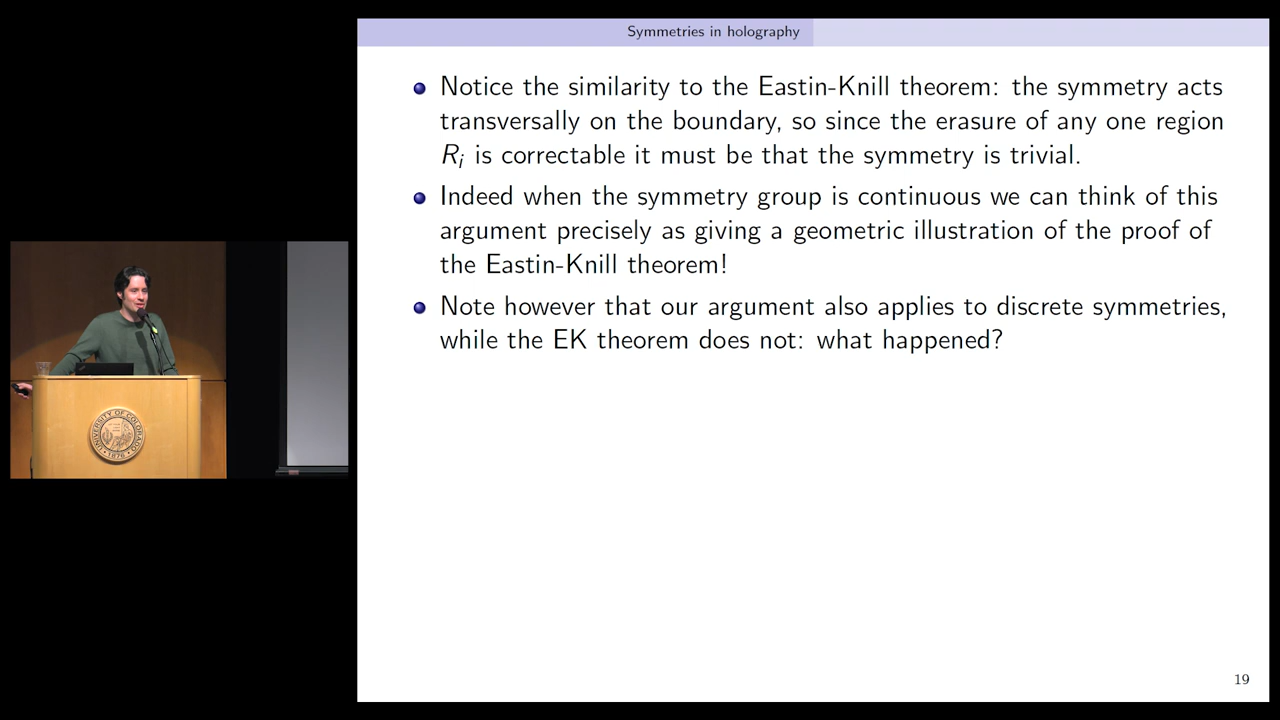 Symmetries in holography
Notice the similarity to the Eastin-Knill theorem: the symmetry acts
transversally on the boundary, so since the erasure of any one region
Ri is correctable it must be that the symmetry is trivial.
Indeed when the symmetry group is continuous we can think of this
argument precisely as giving a geometric illustration of the proof of
the Eastin-Knill theorem!
Note however that our argument also applies to discrete symmetries,
while the EK theorem does not: what happened?
19
UNIVERSITY OF COLORADO
1876